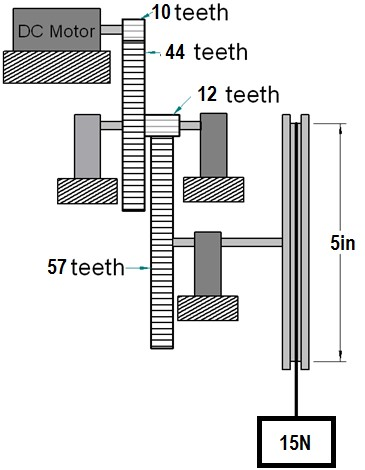 10 teeth
DC Motor
44 teeth
12 teeth
5in
57 teeth
15N